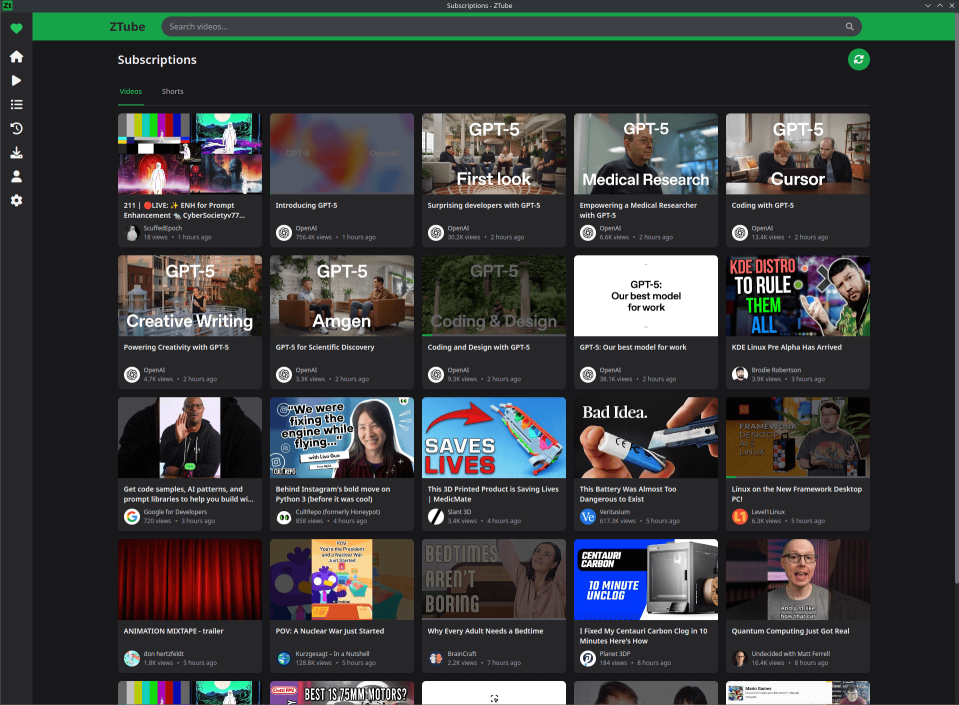 Zt
Subscriptions - ZTube
ZTube
Search videos...
Subscriptions
Videos
Shorts
211 | 🔴LIVE: ✨ ENH for Prompt
Enhancement 🐀 CyberSocietyv77...
ScuffedEpoch
18 views • 1 hours ago
GPT-5
OpenAI
Introducing GPT-5
OpenAI
756.4K views • 1 hours ago
GPT-5
First look
Surprising developers with GPT-5
OpenAI
30.2K views • 2 hours ago
GPT-5
Medical Research
Empowering a Medical Researcher
with GPT-5
OpenAI
6.6K views • 2 hours ago
GPT-5
Cursor
Coding with GPT-5
OpenAI
13.4K views • 2 hours ago
GPT-5
Creative Writing
Powering Creativity with GPT-5
OpenAI
4.7K views • 2 hours ago
GPT-5
Amgen
GPT-5 for Scientific Discovery
OpenAI
3.3K views • 2 hours ago
GPT-5
Coding & Design
Coding and Design with GPT-5
OpenAI
9.3K views • 2 hours ago
GPT-5:
Our best model
for work
GPT-5: Our best model for work
OpenAI
38.1K views • 2 hours ago
KDE DISTRO
TO RULE
THEM
ALL
KDE Linux Pre Alpha Has Arrived
Brodie Robertson
3.9K views • 3 hours ago
Get code samples, AI patterns, and
prompt libraries to help you build wi...
Google for Developers
720 views • 3 hours ago
"We were
fixing the
engine while
flying..."
with Lisa Guo
CULT REPO
Behind Instagram's bold move on
Python 3 (before it was cool)
CultRepo (formerly Honeypot)
858 views • 4 hours ago
SAVES
LIVES
This 3D Printed Product is Saving Lives
| MedicMate
Slant 3D
3.4K views • 4 hours ago
Bad Idea.
CE
This Battery Was Almost Too
Dangerous to Exist
Ve
Veritasium
617.3K views • 5 hours ago
FRAMEWORK
DESKTOP
LINUX
Linux on the New Framework Desktop
PC!
Level1Linux
6.3K views • 5 hours ago
ANIMATION MIXTAPE - trailer
don hertzfeldt
1.8K views • 5 hours ago
POV:
You're the President
and a Nuclear War
Just Started
POV: A Nuclear War Just Started
Kurzgesagt – In a Nutshell
128.8K views • 5 hours ago
BEDTIMES
AREN'T
BORING
Why Every Adult Needs a Bedtime
BrainCraft
2.2K views • 7 hours ago
CENTAURI
CARBON
10 MINUTE
UNCLOG
I Fixed My Centauri Carbon Clog in 10
Minutes Here's How
Planet 3DP
184 views • 8 hours ago
And just like
how that cat
Quantum Computing Just Got Real
Undecided with Matt Ferrell
16.4K views • 8 hours ago
BEST 1S 75MM MOTORS?
Mario Games